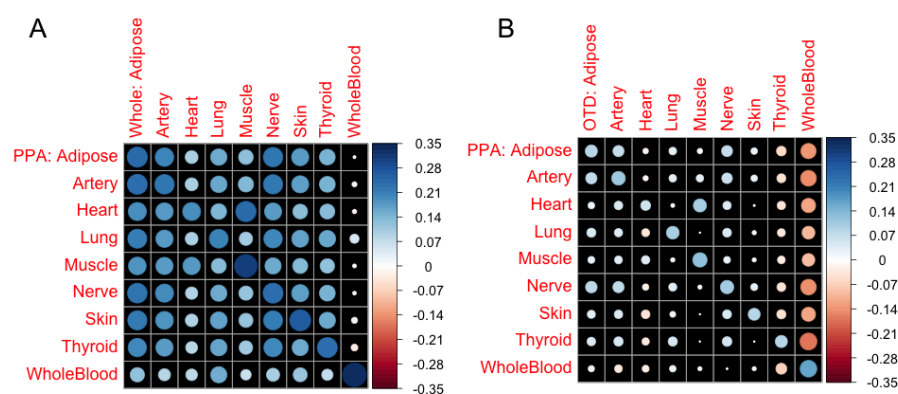 A
Whole: Adipose
Artery
Heart
Lung
Muscle
Nerve
Skin
Thyroid
WholeBlood
PPA: Adipose
Artery
Heart
Lung
Muscle
Nerve
Skin
Thyroid
WholeBlood
0.35
0.28
0.21
0.14
0.07
0
-0.07
-0.14
-0.21
-0.28
-0.35
B
OTD: Adipose
Artery
Heart
Lung
Muscle
Nerve
Skin
Thyroid
WholeBlood
PPA: Adipose
Artery
Heart
Lung
Muscle
Nerve
Skin
Thyroid
WholeBlood
0.35
0.28
0.21
0.14
0.07
0
-0.07
-0.14
-0.21
-0.28
-0.35